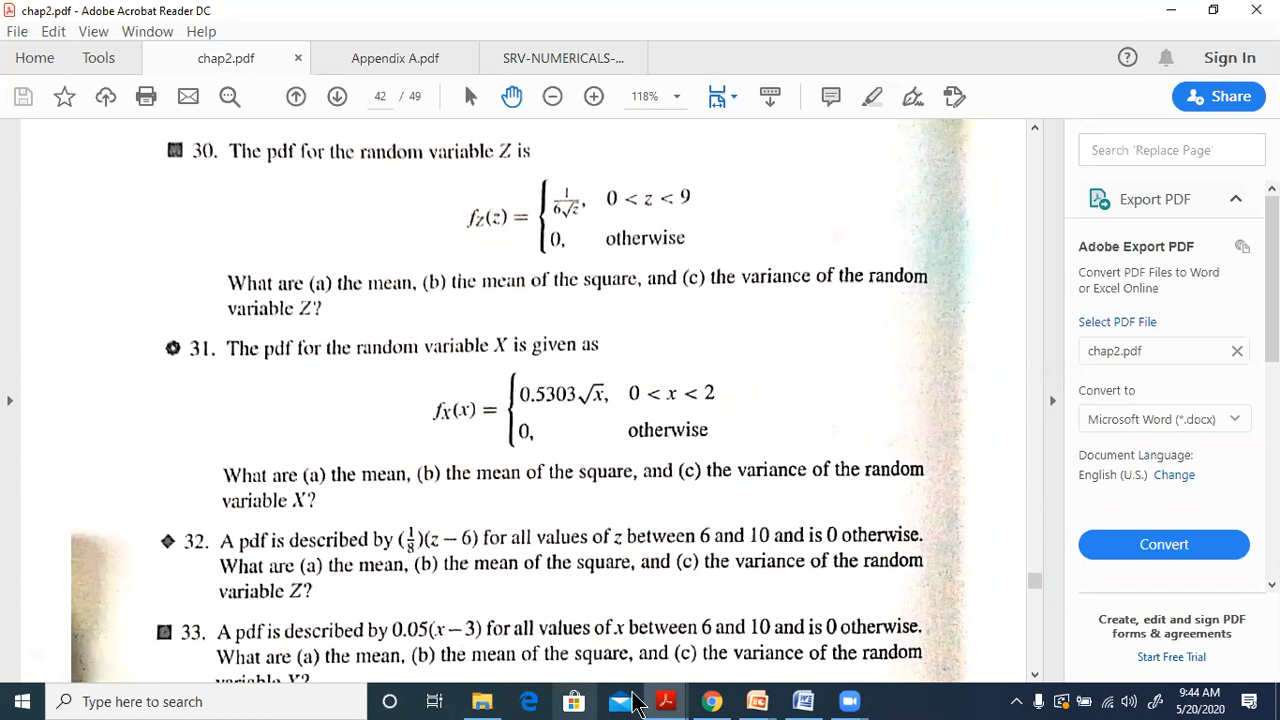 chap2.pdf - Adobe Acrobat Reader DC
File Edit View Window Help
Home Tools chap2.pdf × Appendix A.pdf SRV-NUMERICALS-... Sign In
42 / 49 118% Share
30. The pdf for the random variable Z is
f_Z(z) = { 1/(6√z), 0 < z < 9
0, otherwise
What are (a) the mean, (b) the mean of the square, and (c) the variance of the random
variable Z?
31. The pdf for the random variable X is given as
f_X(x) = { 0.5303√x, 0 < x < 2
0, otherwise
What are (a) the mean, (b) the mean of the square, and (c) the variance of the random
variable X?
32. A pdf is described by (1/8)(z – 6) for all values of z between 6 and 10 and is 0 otherwise.
What are (a) the mean, (b) the mean of the square, and (c) the variance of the random
variable Z?
33. A pdf is described by 0.05(x – 3) for all values of x between 6 and 10 and is 0 otherwise.
What are (a) the mean, (b) the mean of the square, and (c) the variance of the random
variable X?
Search 'Replace Page'
Export PDF
Adobe Export PDF
Convert PDF Files to Word
or Excel Online
Select PDF File
chap2.pdf
Convert to
Microsoft Word (*.docx)
Document Language:
English (U.S.) Change
Convert
Create, edit and sign PDF
forms & agreements
Start Free Trial
Type here to search
9:44 AM
5/20/2020